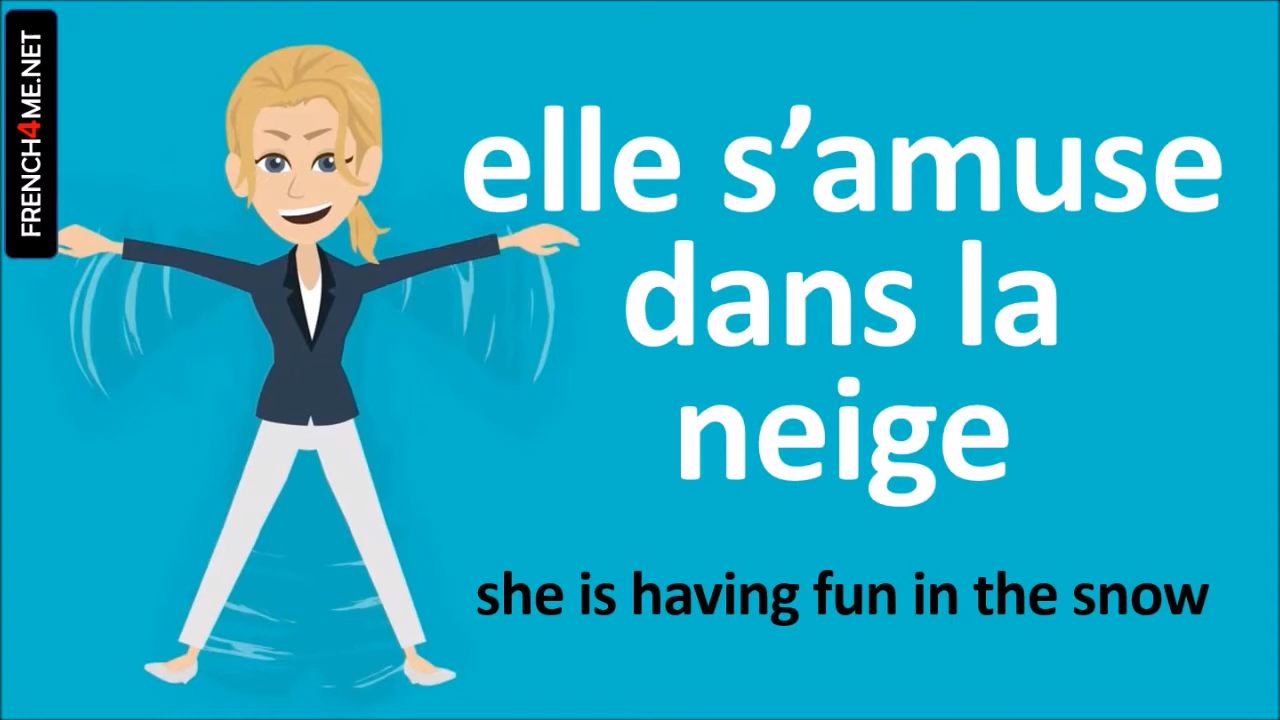 FRENCH4ME.NET
elle s’amuse
dans la
neige
she is having fun in the snow